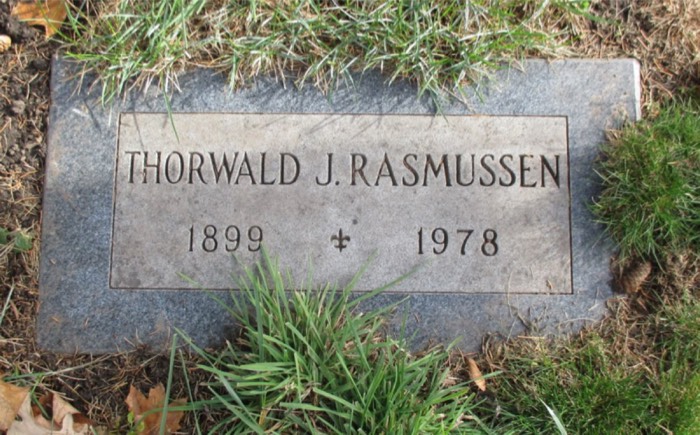 THORWALD J. RASMUSSEN
1899 ⚜ 1978